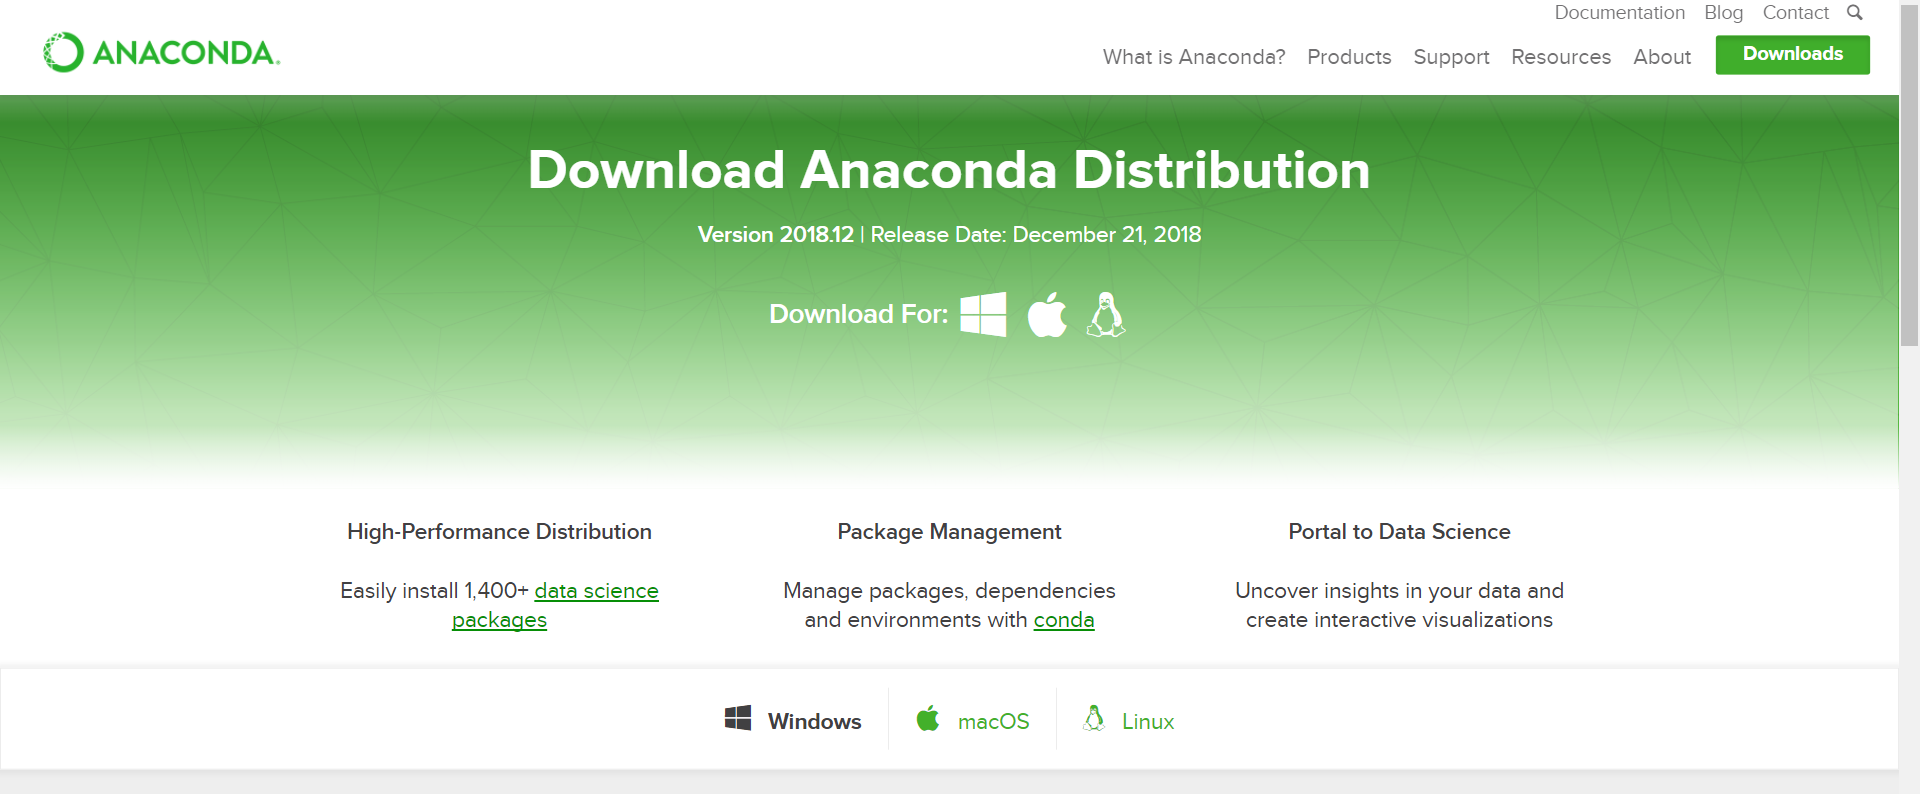 Documentation Blog Contact
ANACONDA.
What is Anaconda? Products Support Resources About Downloads
Download Anaconda Distribution
Version 2018.12 | Release Date: December 21, 2018
Download For:
High-Performance Distribution
Easily install 1,400+ data science
packages
Package Management
Manage packages, dependencies
and environments with conda
Portal to Data Science
Uncover insights in your data and
create interactive visualizations
Windows macOS Linux